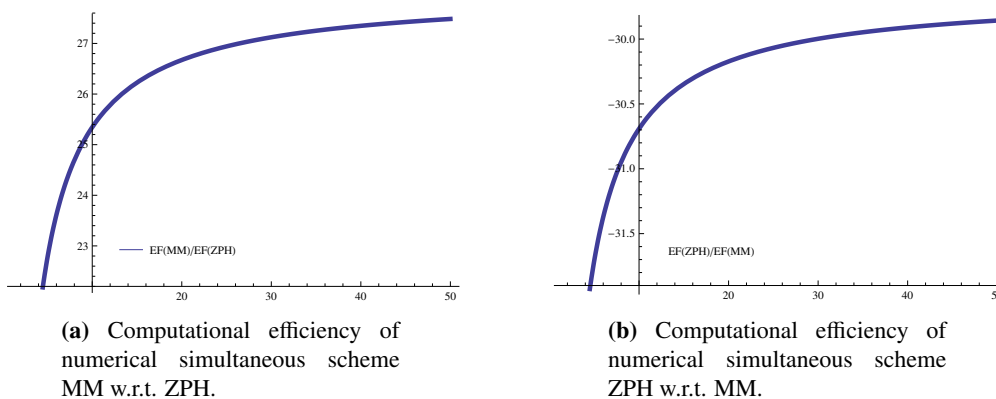 27
26
25
24
23
EF(MM)/EF(ZPH)
20
30
40
50
(a) Computational efficiency of
numerical simultaneous scheme
MM w.r.t. ZPH.
−30.0
−30.5
−31.0
−31.5
EF(ZPH)/EF(MM)
20
30
40
50
(b) Computational efficiency of
numerical simultaneous scheme
ZPH w.r.t. MM.